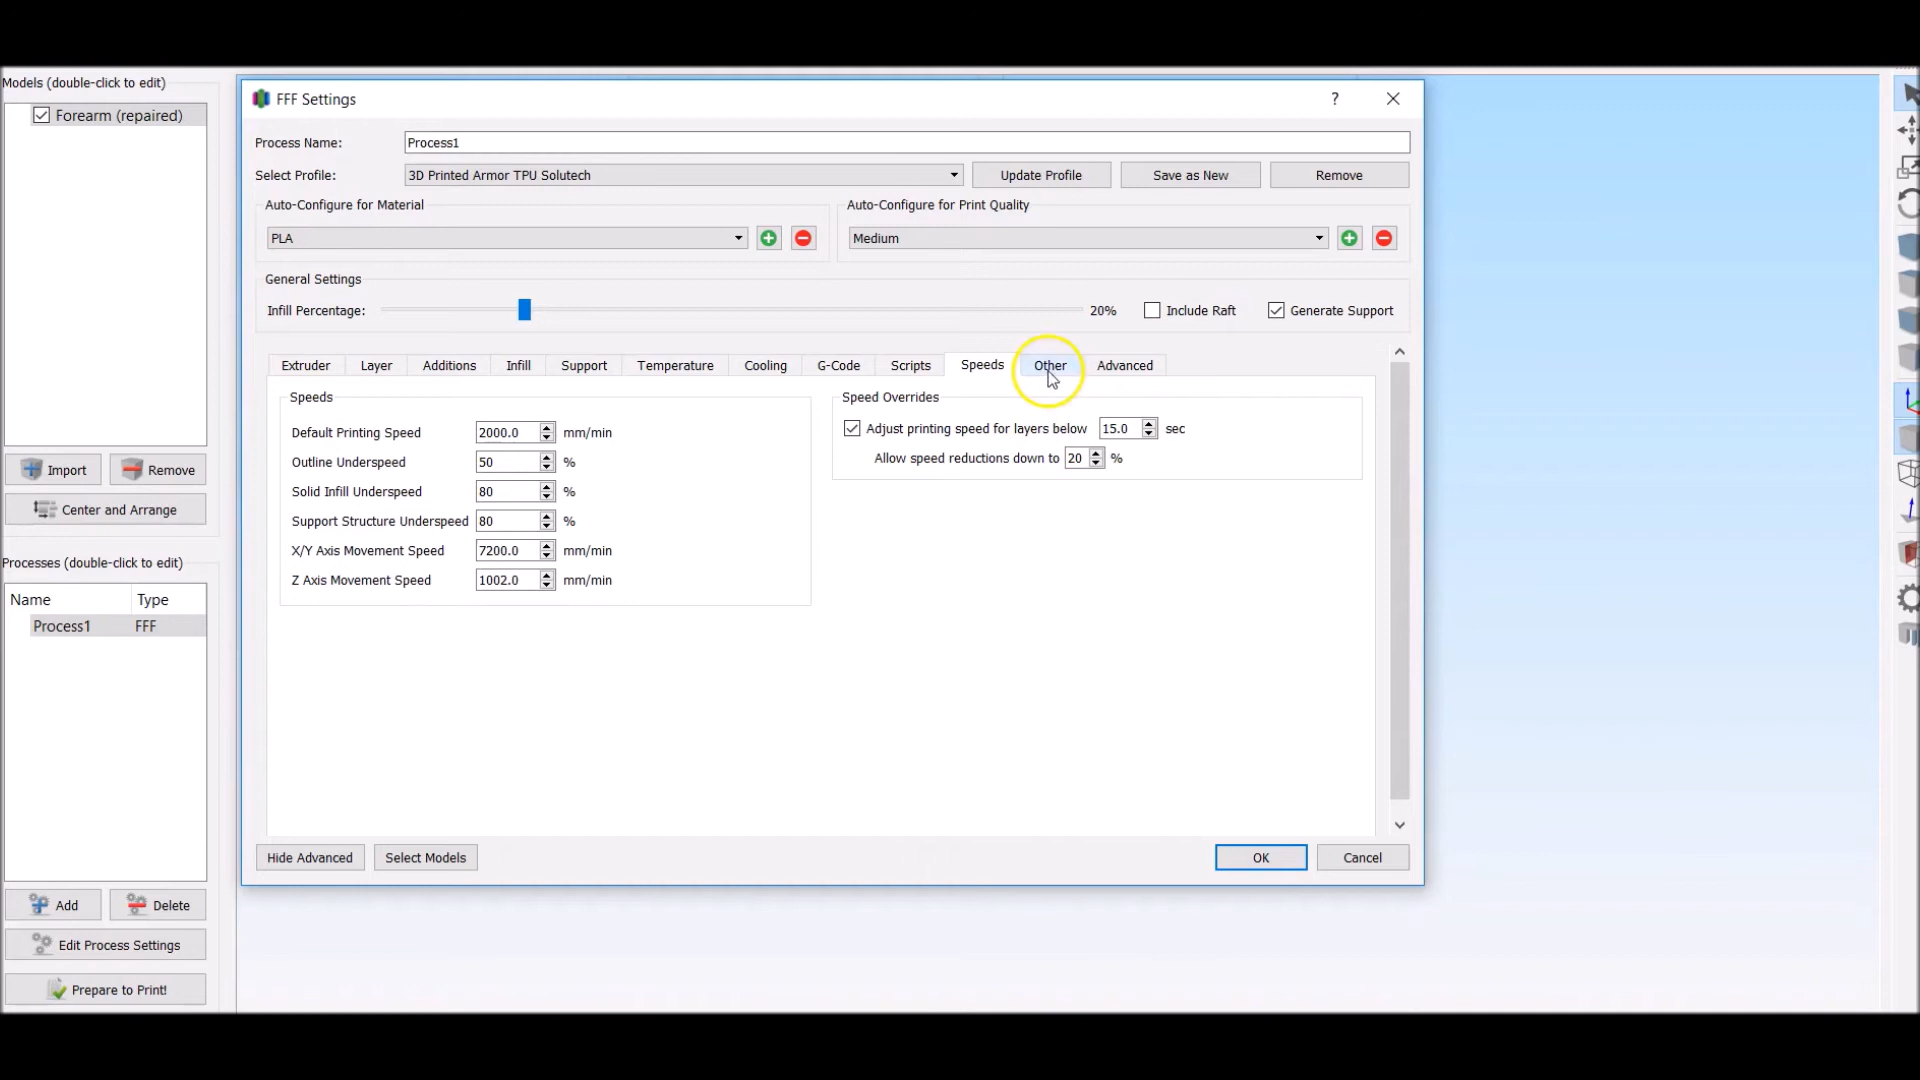 Models (double-click to edit)
Forearm (repaired)
Import
Remove
Center and Arrange
Processes (double-click to edit)
Name Type
Process1 FFF
Add
Delete
Edit Process Settings
Prepare to Print!
FFF Settings
?
Process Name: Process1
Select Profile: 3D Printed Armor TPU Solutech Update Profile Save as New Remove
Auto-Configure for Material
PLA
Auto-Configure for Print Quality
Medium
General Settings
Infill Percentage: 20% Include Raft Generate Support
Extruder Layer Additions Infill Support Temperature Cooling G-Code Scripts Speeds Other Advanced
Speeds
Default Printing Speed 2000.0 mm/min
Outline Underspeed 50 %
Solid Infill Underspeed 80 %
Support Structure Underspeed 80 %
X/Y Axis Movement Speed 7200.0 mm/min
Z Axis Movement Speed 1002.0 mm/min
Speed Overrides
Adjust printing speed for layers below 15.0 sec
Allow speed reductions down to 20 %
Hide Advanced Select Models OK Cancel